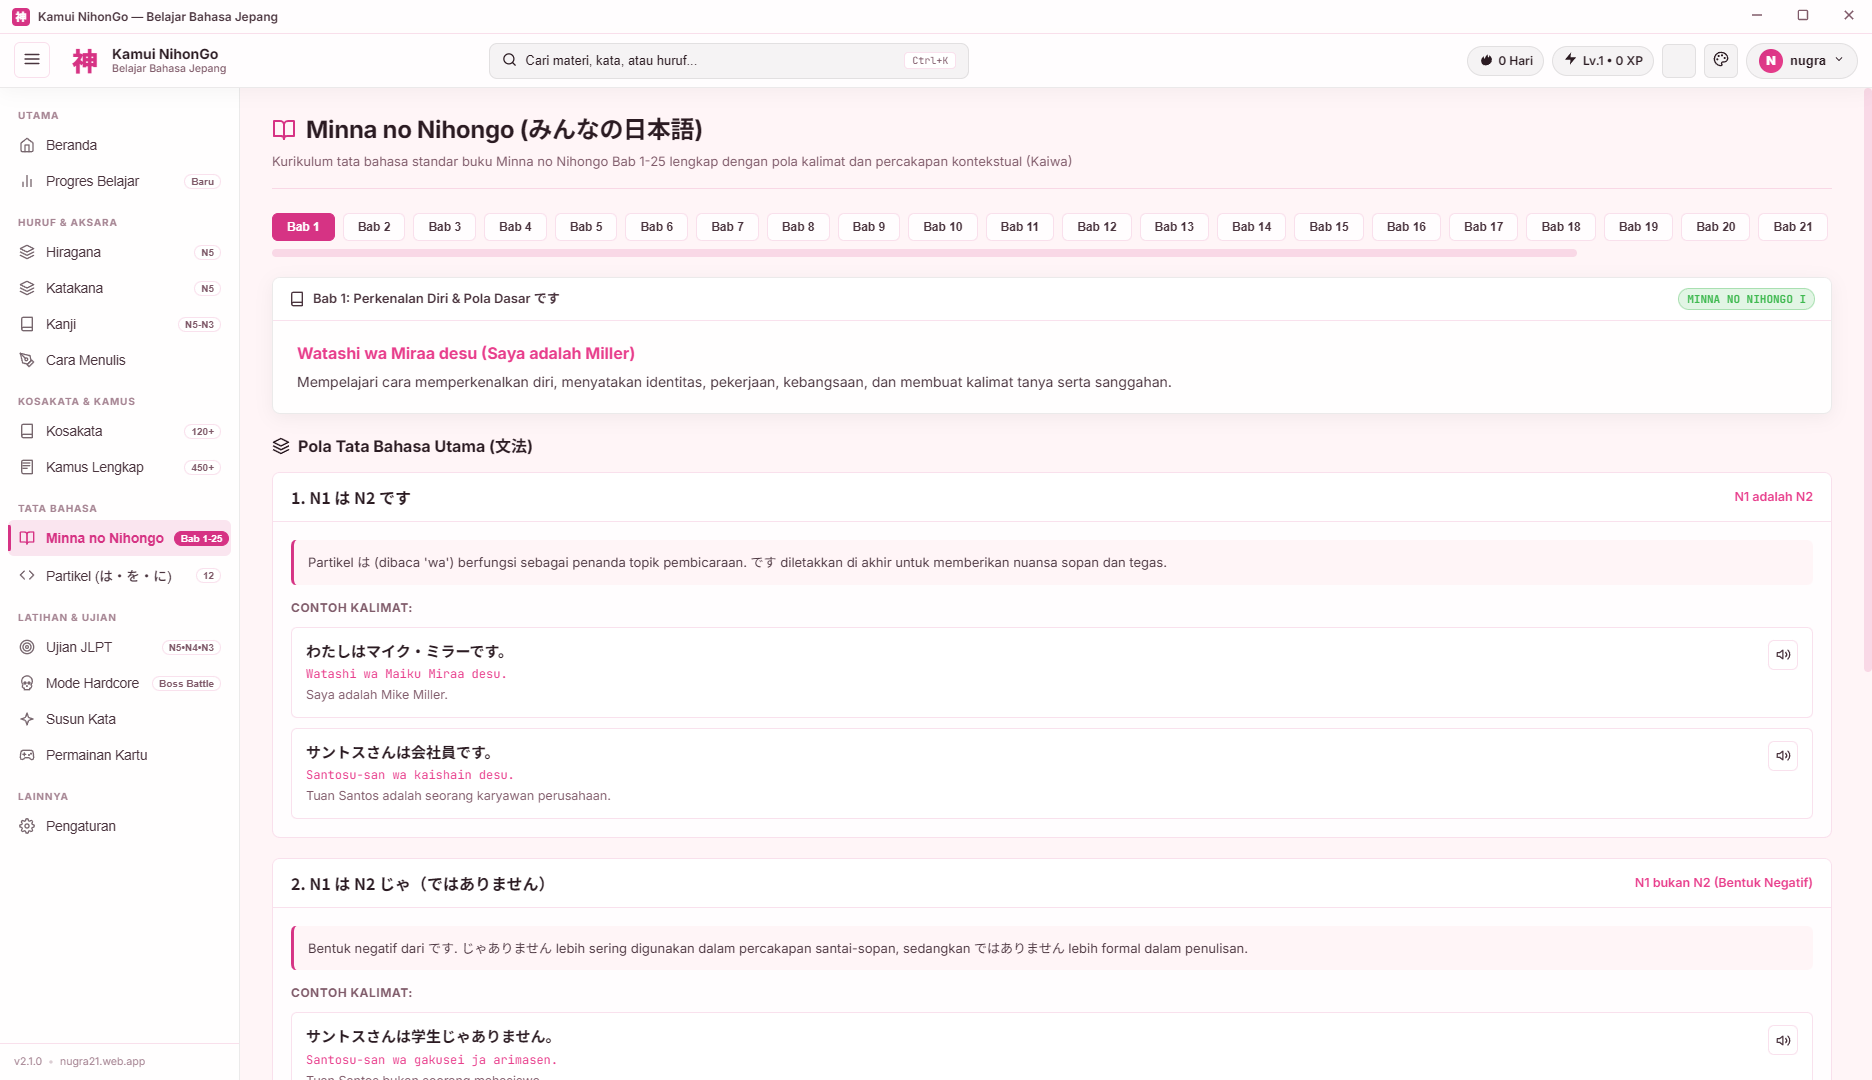 神 Kamui NihonGo — Belajar Bahasa Jepang
神 Kamui NihonGo
Belajar Bahasa Jepang
Cari materi, kata, atau huruf... Ctrl+K
0 Hari
Lv.1 • 0 XP
N nugra
UTAMA
Beranda
Progres Belajar Baru
HURUF & AKSARA
Hiragana N5
Katakana N5
Kanji N5-N3
Cara Menulis
KOSAKATA & KAMUS
Kosakata 120+
Kamus Lengkap 450+
TATA BAHASA
Minna no Nihongo Bab 1-25
Partikel (は・を・に) 12
LATIHAN & UJIAN
Ujian JLPT N5•N4•N3
Mode Hardcore Boss Battle
Susun Kata
Permainan Kartu
LAINNYA
Pengaturan
v2.1.0 • nugra21.web.app
Minna no Nihongo (みんなの日本語)
Kurikulum tata bahasa standar buku Minna no Nihongo Bab 1-25 lengkap dengan pola kalimat dan percakapan kontekstual (Kaiwa)
Bab 1 Bab 2 Bab 3 Bab 4 Bab 5 Bab 6 Bab 7 Bab 8 Bab 9 Bab 10 Bab 11 Bab 12 Bab 13 Bab 14 Bab 15 Bab 16 Bab 17 Bab 18 Bab 19 Bab 20 Bab 21
Bab 1: Perkenalan Diri & Pola Dasar です MINNA NO NIHONGO I
Watashi wa Miraa desu (Saya adalah Miller)
Mempelajari cara memperkenalkan diri, menyatakan identitas, pekerjaan, kebangsaan, dan membuat kalimat tanya serta sanggahan.
Pola Tata Bahasa Utama (文法)
1. N1 は N2 です N1 adalah N2
Partikel は (dibaca 'wa') berfungsi sebagai penanda topik pembicaraan. です diletakkan di akhir untuk memberikan nuansa sopan dan tegas.
CONTOH KALIMAT:
わたしはマイク・ミラーです。
Watashi wa Maiku Miraa desu.
Saya adalah Mike Miller.
サントスさんは会社員です。
Santosu-san wa kaishain desu.
Tuan Santos adalah seorang karyawan perusahaan.
2. N1 は N2 じゃ（ではありません） N1 bukan N2 (Bentuk Negatif)
Bentuk negatif dari です. じゃありません lebih sering digunakan dalam percakapan santai-sopan, sedangkan ではありません lebih formal dalam penulisan.
CONTOH KALIMAT:
サントスさんは学生じゃありません。
Santosu-san wa gakusei ja arimasen.
Tuan Santos bukan seorang mahasiswa.